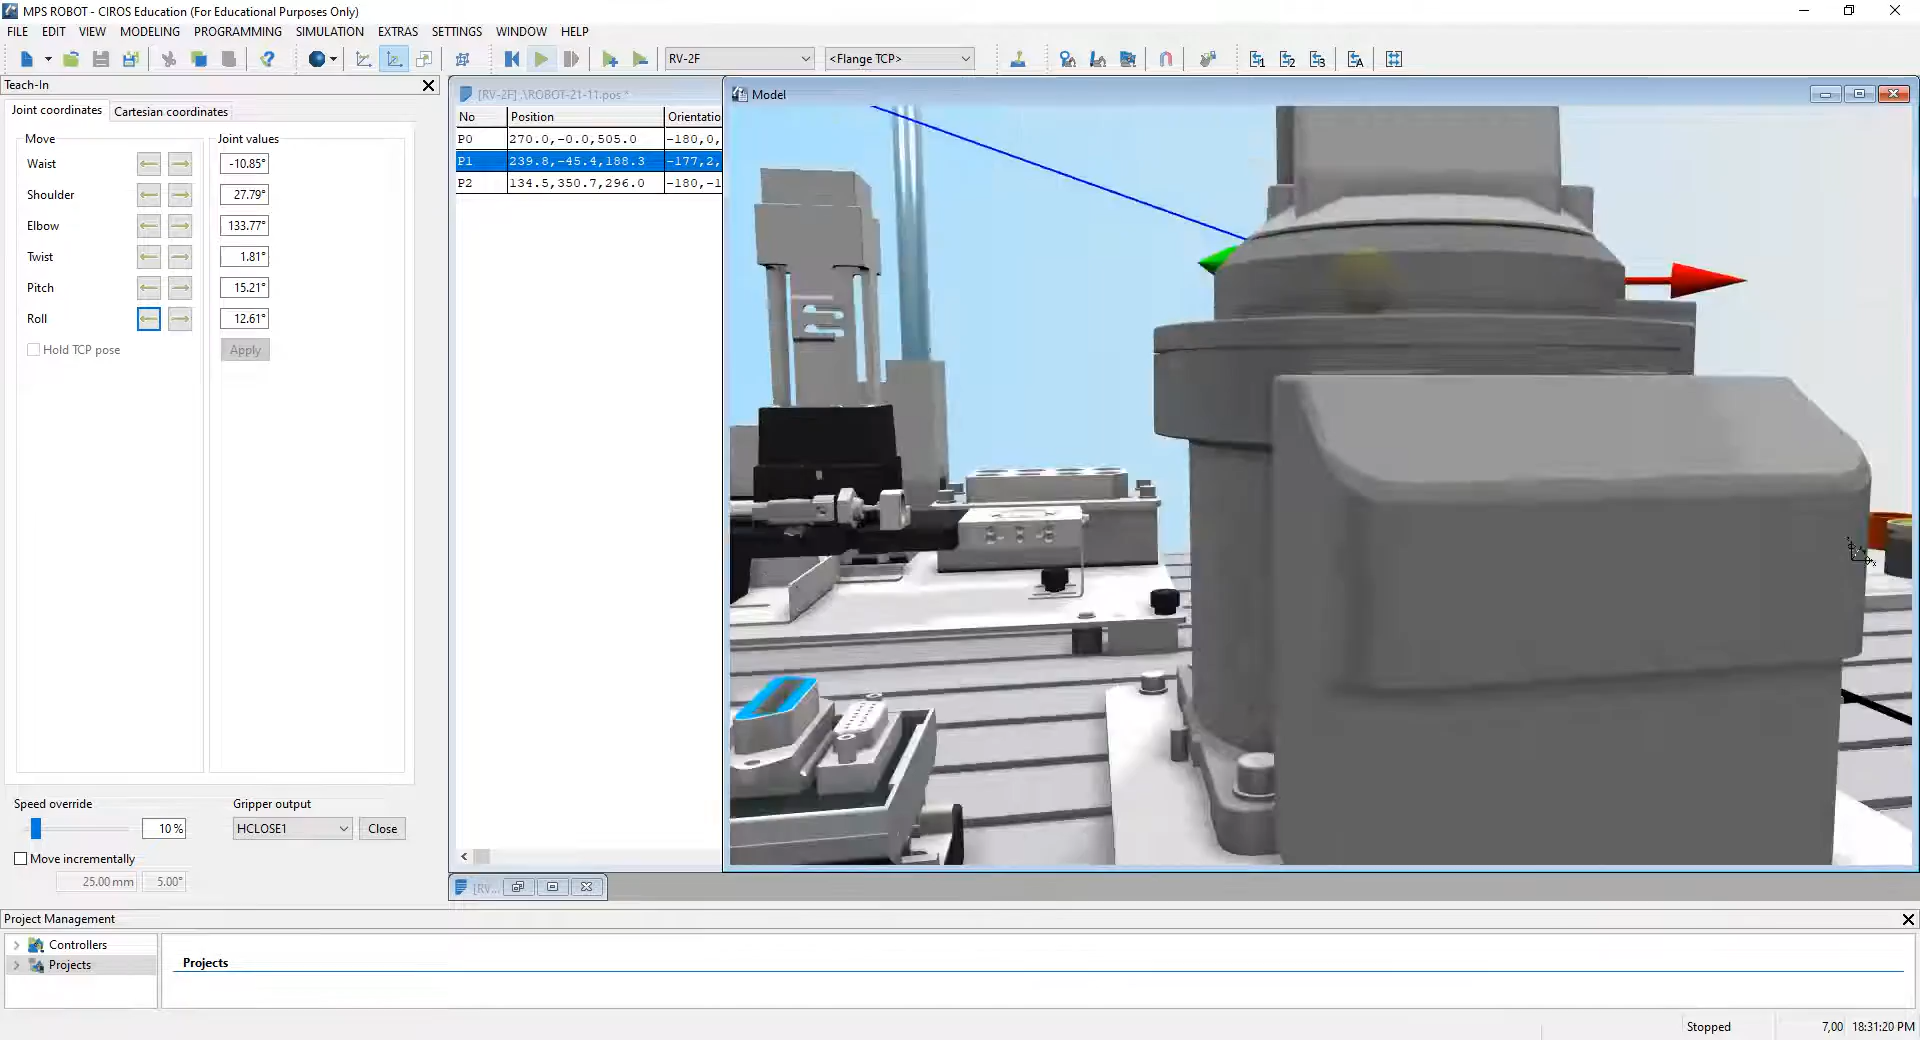 MPS ROBOT - CIROS Education (For Educational Purposes Only)
FILE EDIT VIEW MODELING PROGRAMMING SIMULATION EXTRAS SETTINGS WINDOW HELP
RV-2F <Flange TCP> 1 2 3 A
Teach-In
[RV-2F] .\ROBOT-21-11.pos *
Model
Joint coordinates Cartesian coordinates
No Position Orientatio
P0 270.0,-0.0,505.0 -180,0,
P1 239.8,-45.4,188.3 -177,2,
P2 134.5,350.7,296.0 -180,-1
Move Joint values
Waist -10.85°
Shoulder 27.79°
Elbow 133.77°
Twist 1.81°
Pitch 15.21°
Roll 12.61°
Hold TCP pose Apply
Speed override Gripper output
10 % HCLOSE1 Close
Move incrementally
25.00 mm 5.00°
[RV...
Project Management
Controllers
Projects
Projects
Stopped 7,00 18:31:20 PM